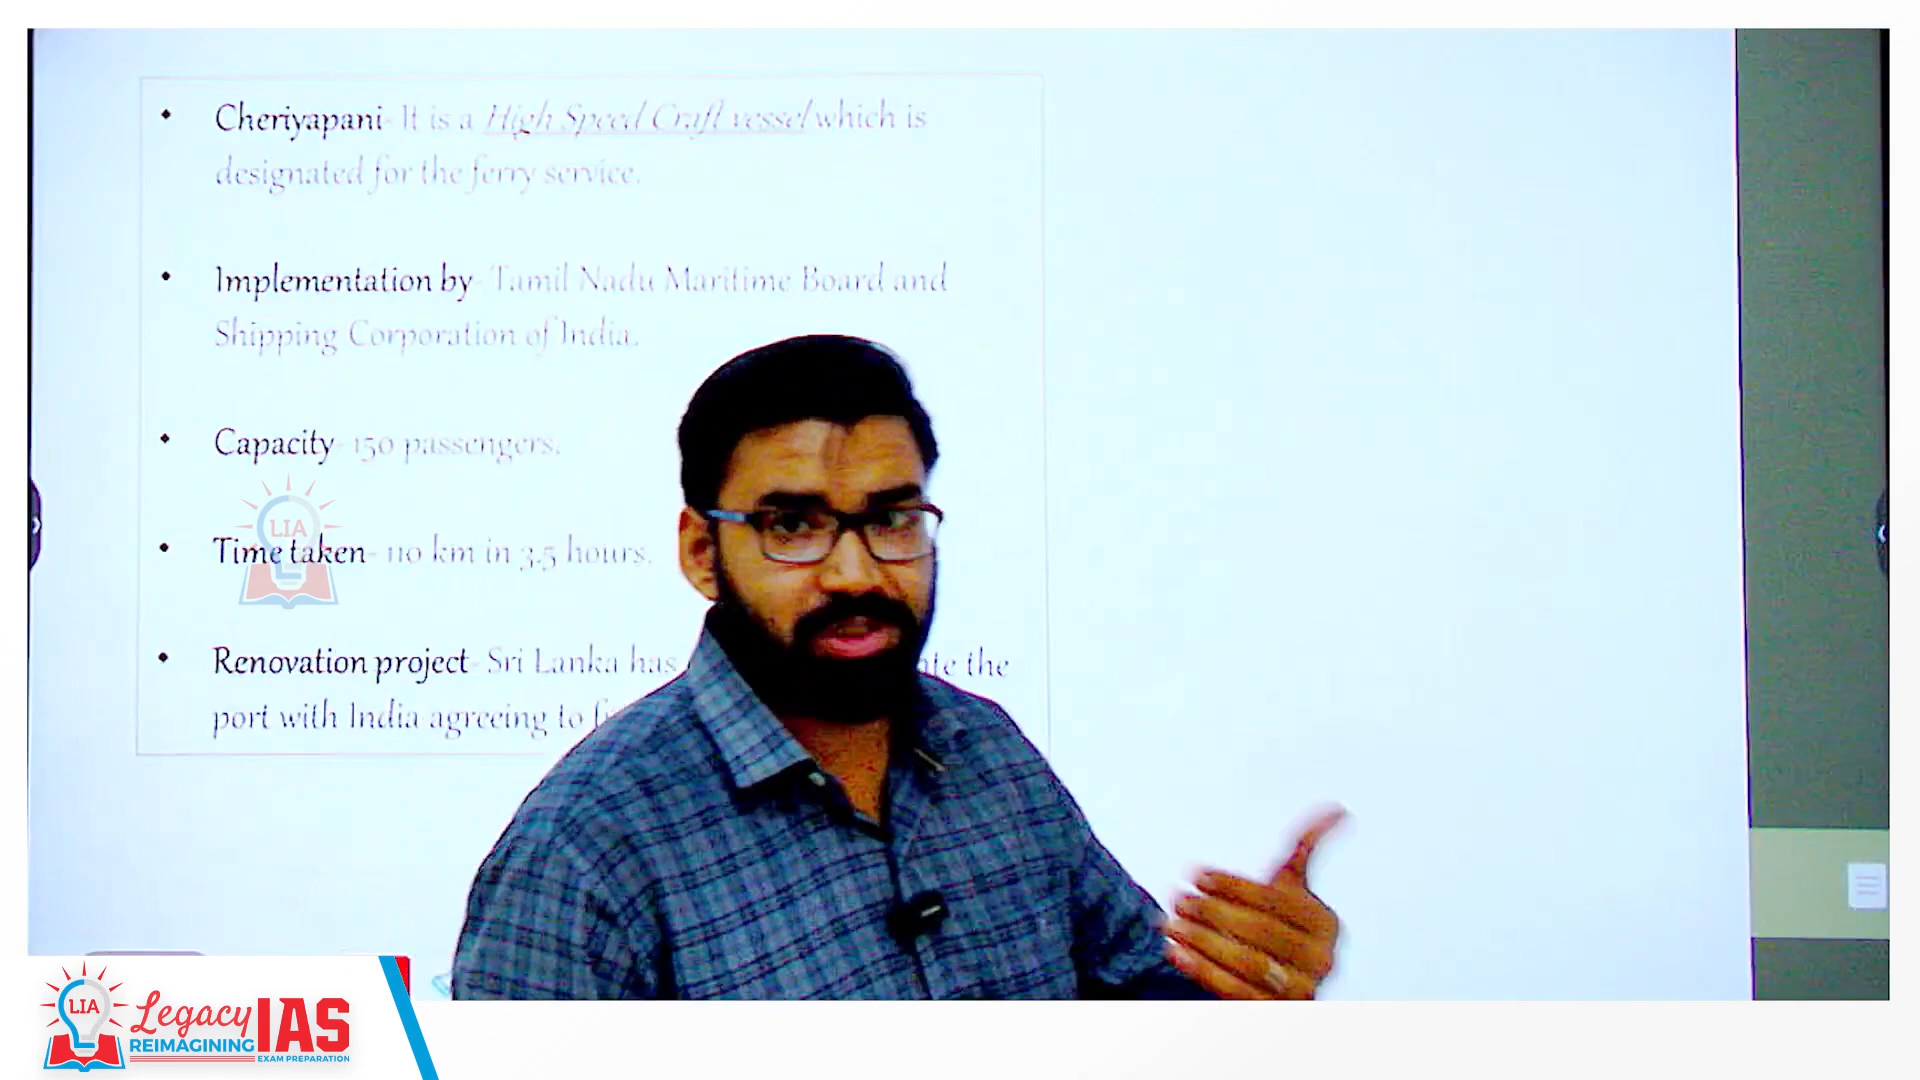 • Cheriyapani- It is a High Speed Craft vessel which is
designated for the ferry service.
• Implementation by- Tamil Nadu Maritime Board and
Shipping Corporation of India.
• Capacity- 150 passengers.
LIA
• Time taken- 110 km in 3.5 hours.
• Renovation project- Sri Lanka has the
port with India agreeing to
LIA
Legacy IAS
REIMAGINING
EXAM PREPARATION